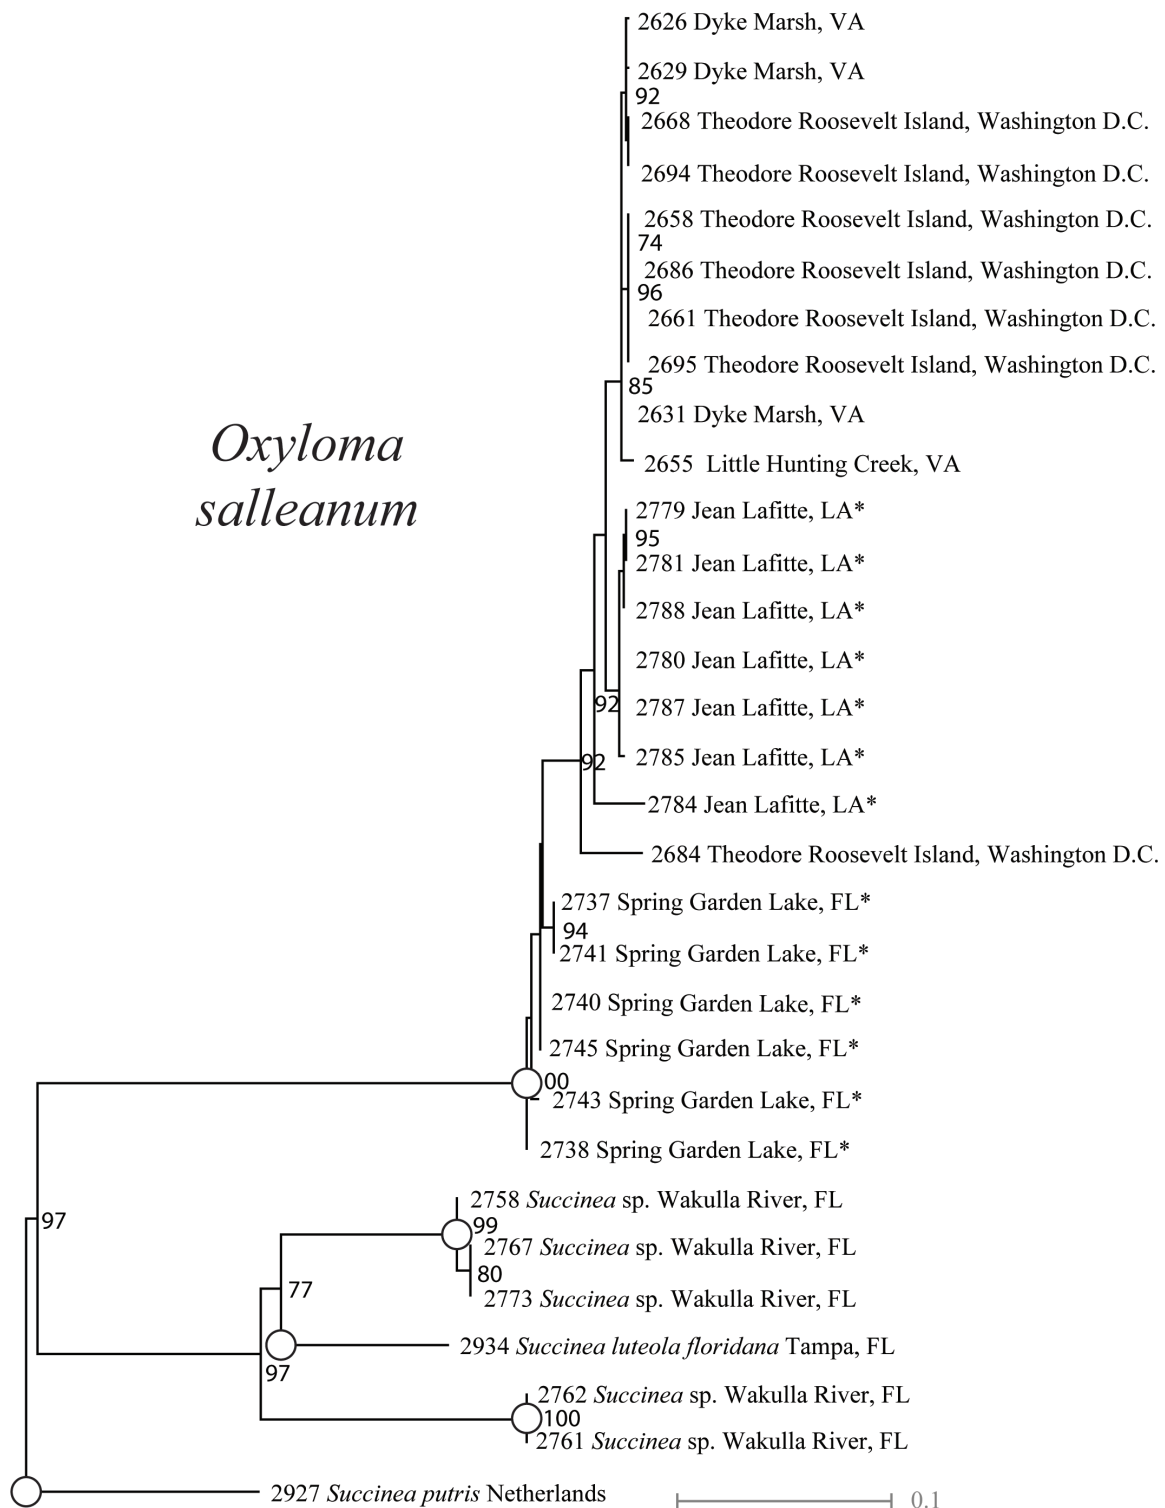 2626 Dyke Marsh, VA
2629 Dyke Marsh, VA
92
2668 Theodore Roosevelt Island, Washington D.C.
2694 Theodore Roosevelt Island, Washington D.C.
2658 Theodore Roosevelt Island, Washington D.C.
74
2686 Theodore Roosevelt Island, Washington D.C.
96
2661 Theodore Roosevelt Island, Washington D.C.
2695 Theodore Roosevelt Island, Washington D.C.
85
2631 Dyke Marsh, VA
Oxyloma
salleanum
2655 Little Hunting Creek, VA
2779 Jean Lafitte, LA*
95
2781 Jean Lafitte, LA*
2788 Jean Lafitte, LA*
2780 Jean Lafitte, LA*
92
2787 Jean Lafitte, LA*
2785 Jean Lafitte, LA*
92
2784 Jean Lafitte, LA*
2684 Theodore Roosevelt Island, Washington D.C.
2737 Spring Garden Lake, FL*
94
2741 Spring Garden Lake, FL*
2740 Spring Garden Lake, FL*
2745 Spring Garden Lake, FL*
00
2743 Spring Garden Lake, FL*
2738 Spring Garden Lake, FL*
2758 Succinea sp. Wakulla River, FL
97
99
2767 Succinea sp. Wakulla River, FL
80
77
2773 Succinea sp. Wakulla River, FL
2934 Succinea luteola floridana Tampa, FL
97
2762 Succinea sp. Wakulla River, FL
100
2761 Succinea sp. Wakulla River, FL
2927 Succinea putris Netherlands
0.1